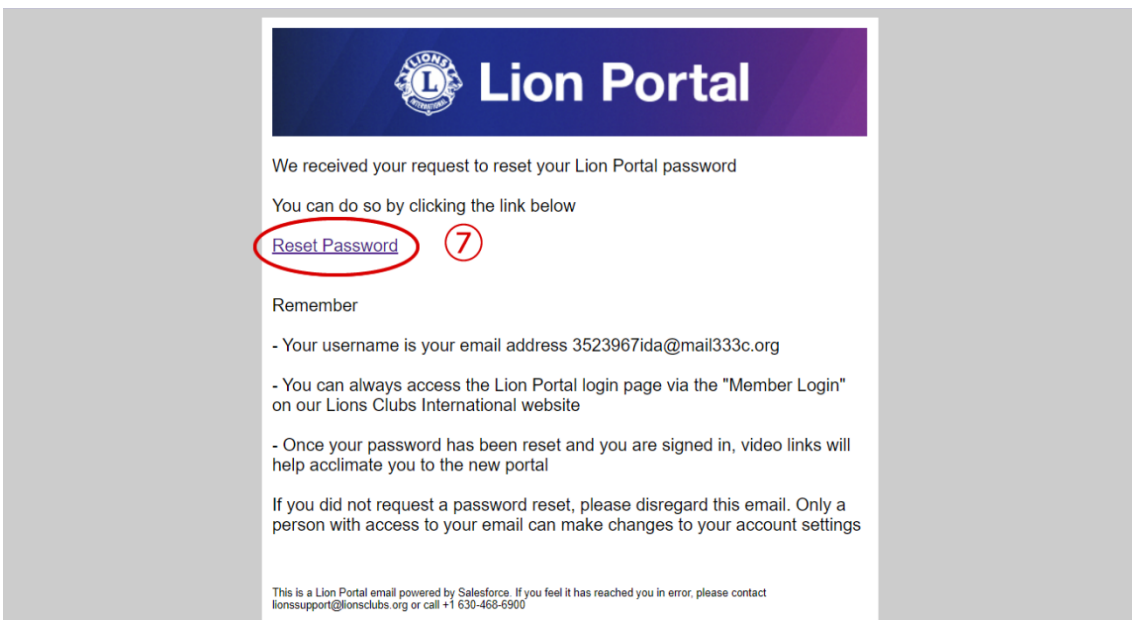 LIONS
L
INTERNATIONAL
Lion Portal
We received your request to reset your Lion Portal password
You can do so by clicking the link below
Reset Password ⑦
Remember
- Your username is your email address 3523967ida@mail333c.org
- You can always access the Lion Portal login page via the "Member Login"
on our Lions Clubs International website
- Once your password has been reset and you are signed in, video links will
help acclimate you to the new portal
If you did not request a password reset, please disregard this email. Only a
person with access to your email can make changes to your account settings
This is a Lion Portal email powered by Salesforce. If you feel it has reached you in error, please contact
lionssupport@lionsclubs.org or call +1 630-468-6900